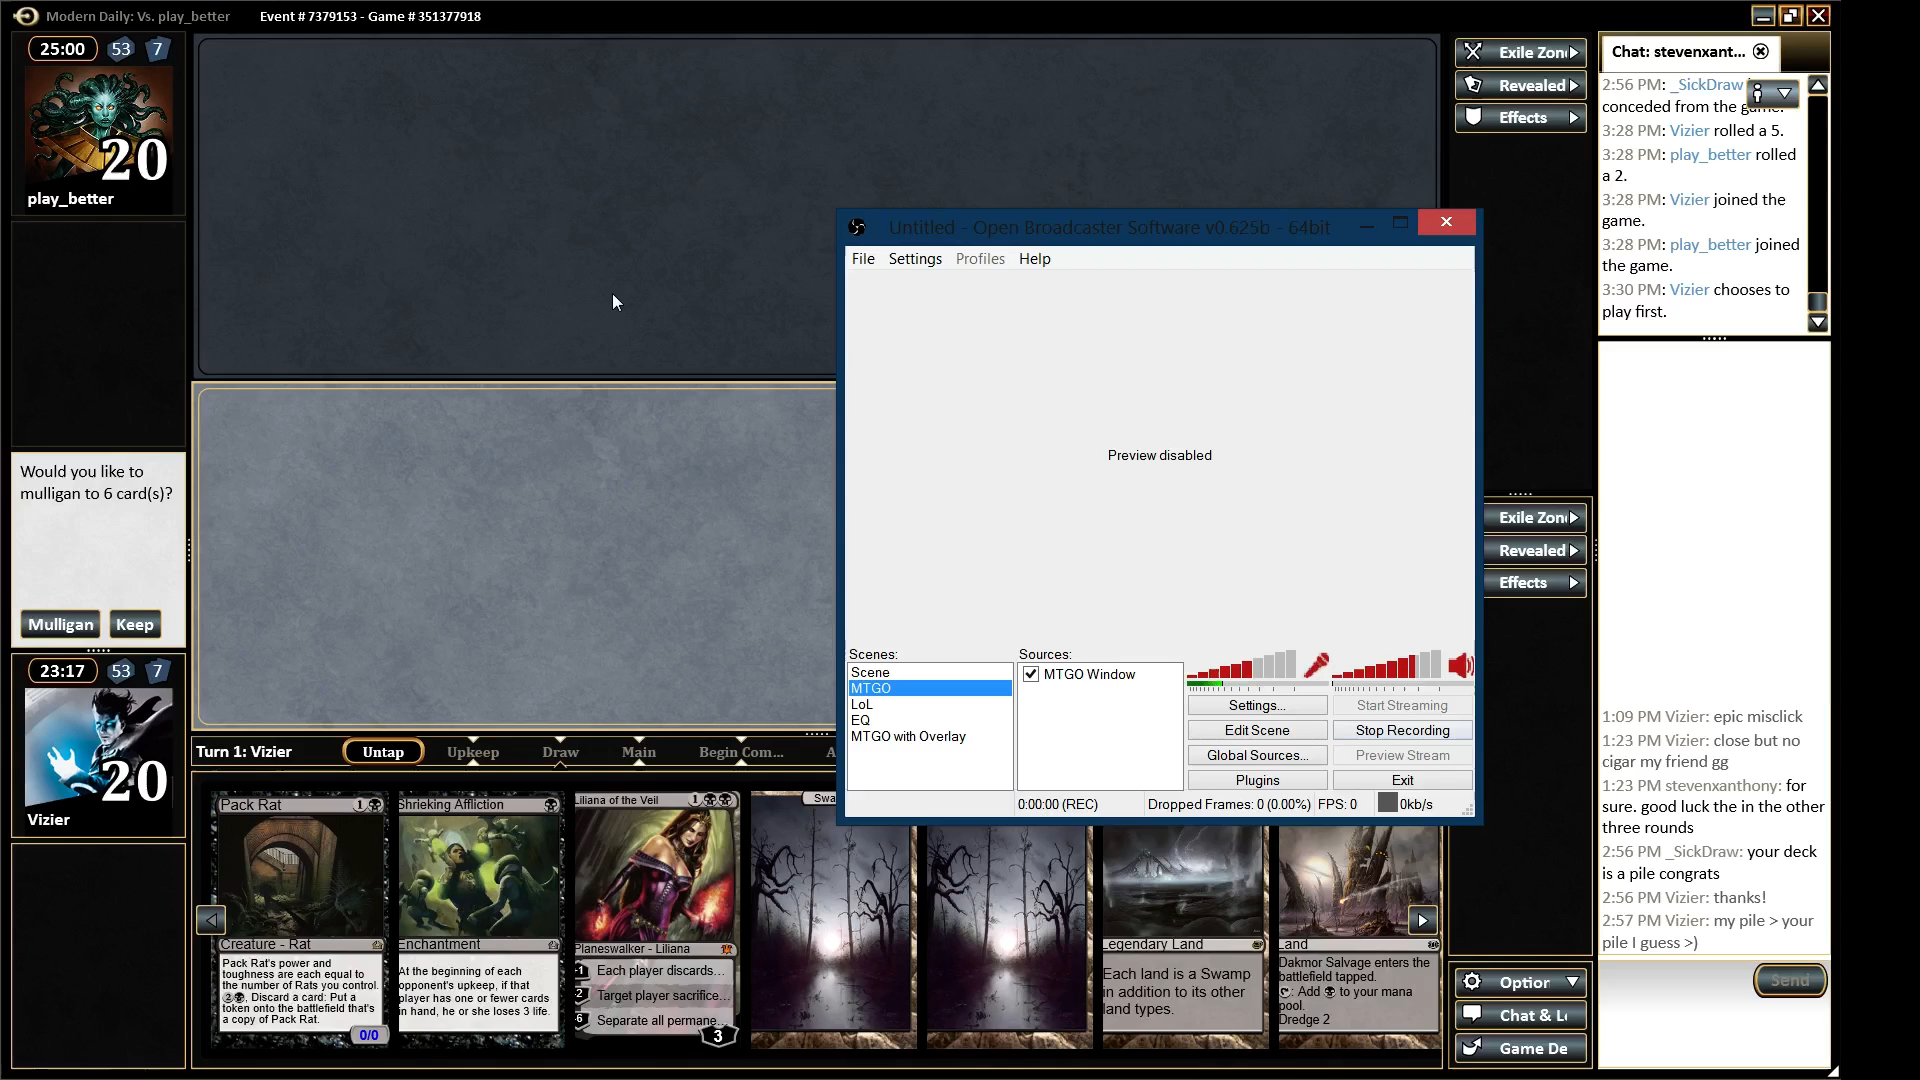 Modern Daily: Vs. play_better
Event # 7379153 - Game # 351377918
25:00 53 7
20
play_better
Would you like to
mulligan to 6 card(s)?
Mulligan Keep
23:17 53 7
20
Vizier
Exile Zon
Revealed
Effects
Exile Zon
Revealed
Effects
Untitled - Open Broadcaster Software v0.625b - 64bit
File Settings Profiles Help
Preview disabled
Scenes:
Scene
MTGO
LoL
EQ
MTGO with Overlay
Sources:
MTGO Window
Settings... Start Streaming
Edit Scene Stop Recording
Global Sources... Preview Stream
Plugins Exit
0:00:00 (REC) Dropped Frames: 0 (0.00%) FPS: 0 0kb/s
Turn 1: Vizier Untap Upkeep Draw Main Begin Com... A
Pack Rat 1
Creature - Rat
Pack Rat's power and
toughness are each equal to
the number of Rats you control.
2, Discard a card: Put a
token onto the battlefield that's
a copy of Pack Rat.
0/0
Shrieking Affliction
Enchantment
At the beginning of each
opponent's upkeep, if that
player has one or fewer cards
in hand, he or she loses 3 life.
Liliana of the Veil 1
Planeswalker - Liliana
+1 Each player discards...
-2 Target player sacrifice...
-6 Separate all permane...
3
Swa
Legendary Land
Each land is a Swamp
in addition to its other
land types.
Land
Dakmor Salvage enters the
battlefield tapped.
: Add to your mana
pool.
Dredge 2
Chat: stevenxant...
2:56 PM: _SickDraw
conceded from the game.
3:28 PM: Vizier rolled a 5.
3:28 PM: play_better rolled
a 2.
3:28 PM: Vizier joined the
game.
3:28 PM: play_better joined
the game.
3:30 PM: Vizier chooses to
play first.
1:09 PM Vizier: epic misclick
1:23 PM Vizier: close but no
cigar my friend gg
1:23 PM stevenxanthony: for
sure. good luck the in the other
three rounds
2:56 PM _SickDraw: your deck
is a pile congrats
2:56 PM Vizier: thanks!
2:57 PM Vizier: my pile > your
pile I guess >)
Send
Option
Chat & L
Game De